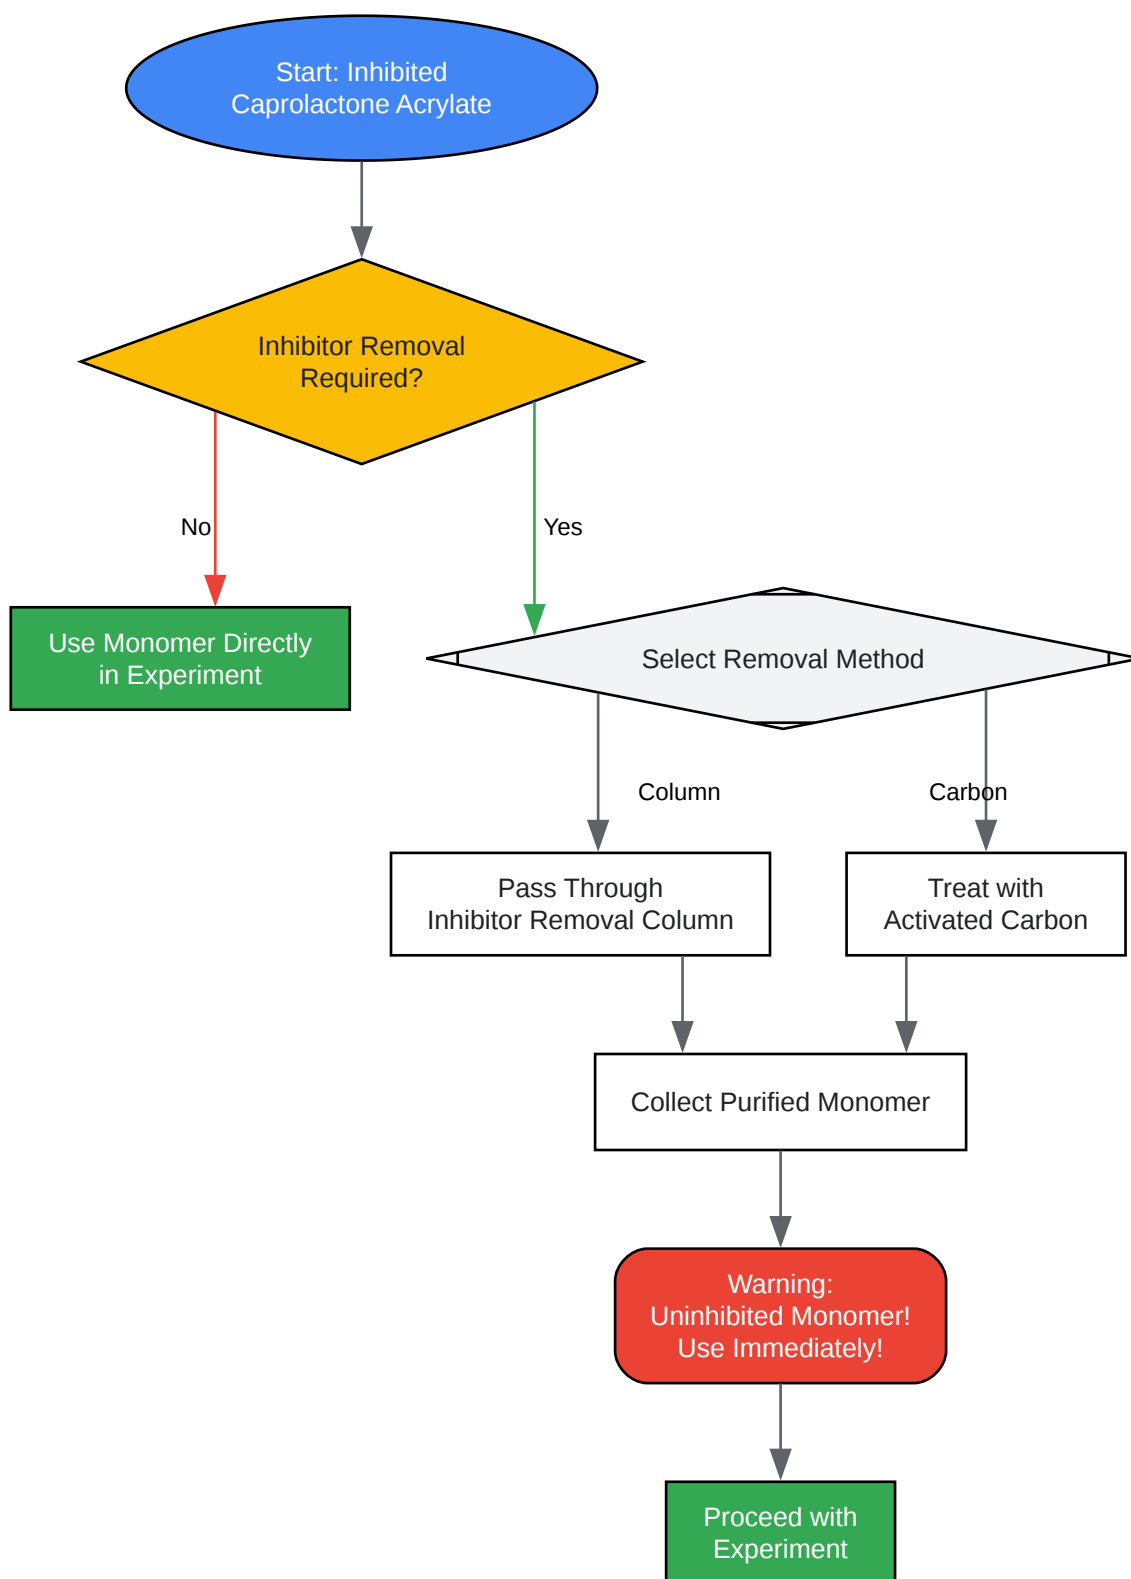 Start: Inhibited
Caprolactone Acrylate
Inhibitor Removal
Required?
No
Yes
Use Monomer Directly
in Experiment
Select Removal Method
Column
Carbon
Pass Through
Inhibitor Removal Column
Treat with
Activated Carbon
Collect Purified Monomer
Warning:
Uninhibited Monomer!
Use Immediately!
Proceed with
Experiment